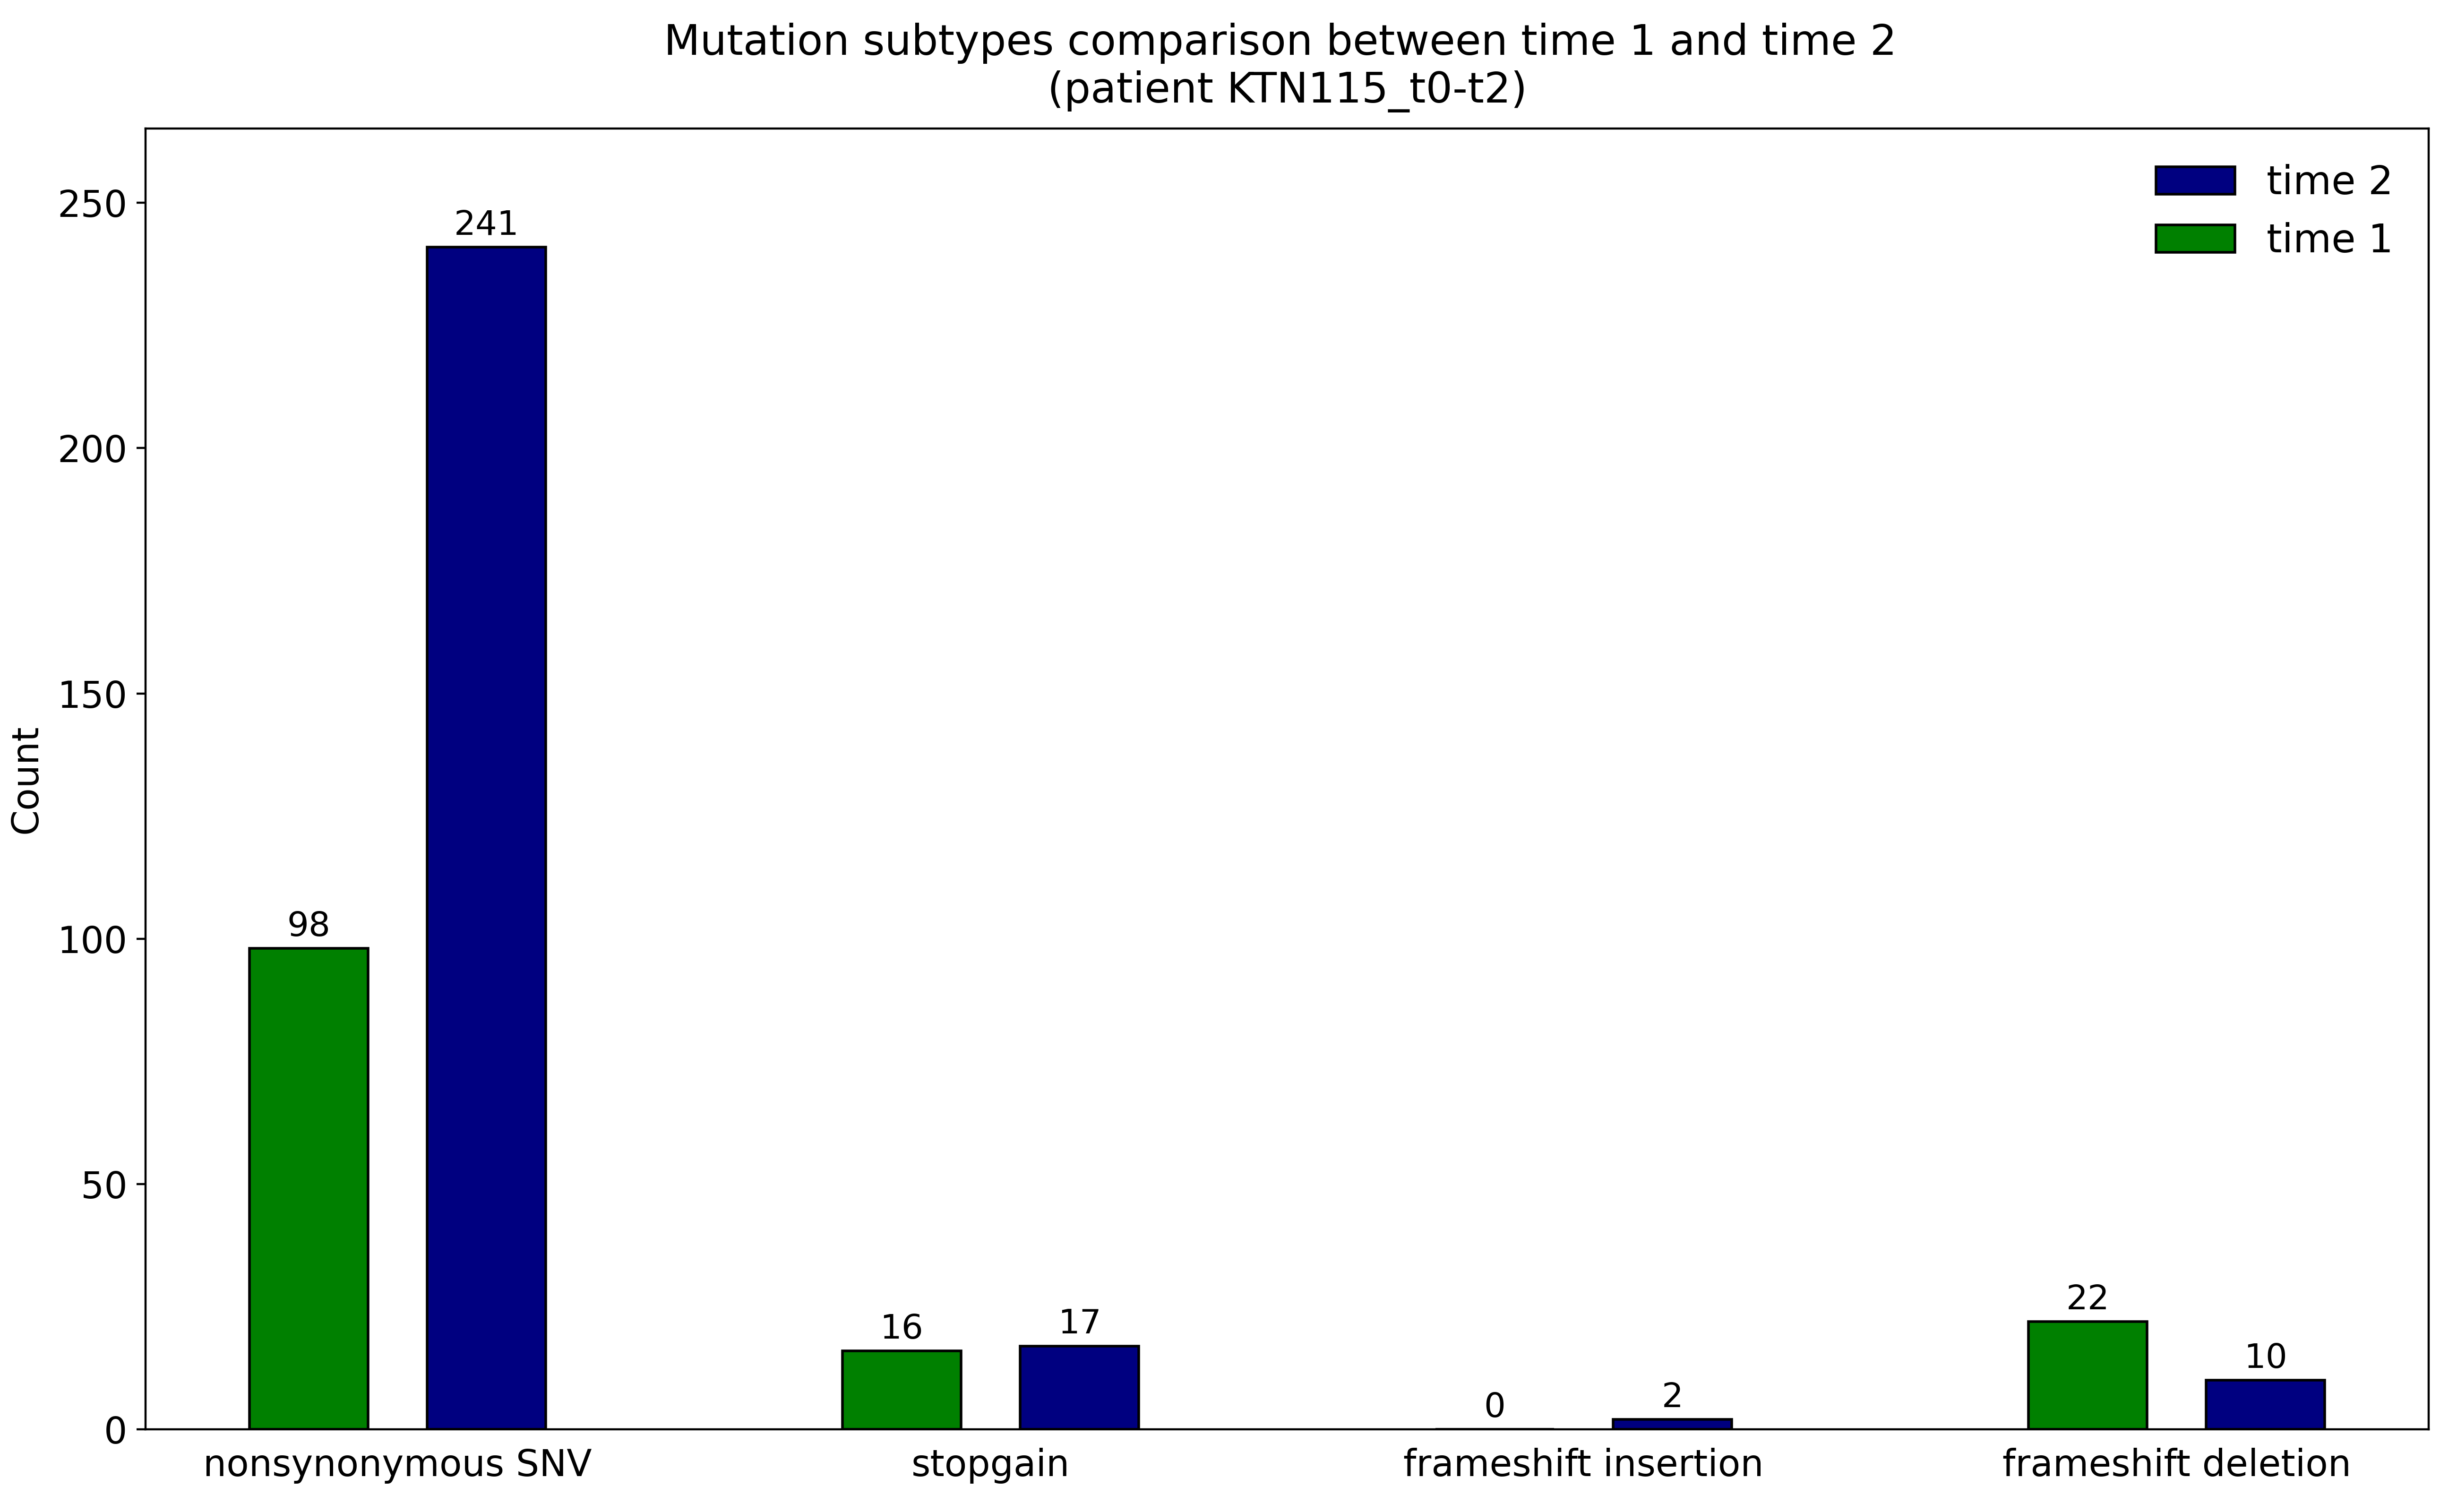 Mutation subtypes comparison between time 1 and time 2
(patient KTN115_t0-t2)
time 2
time 1
Count
250
200
150
100
50
0
98
241
16
17
0
2
22
10
nonsynonymous SNV
stopgain
frameshift insertion
frameshift deletion